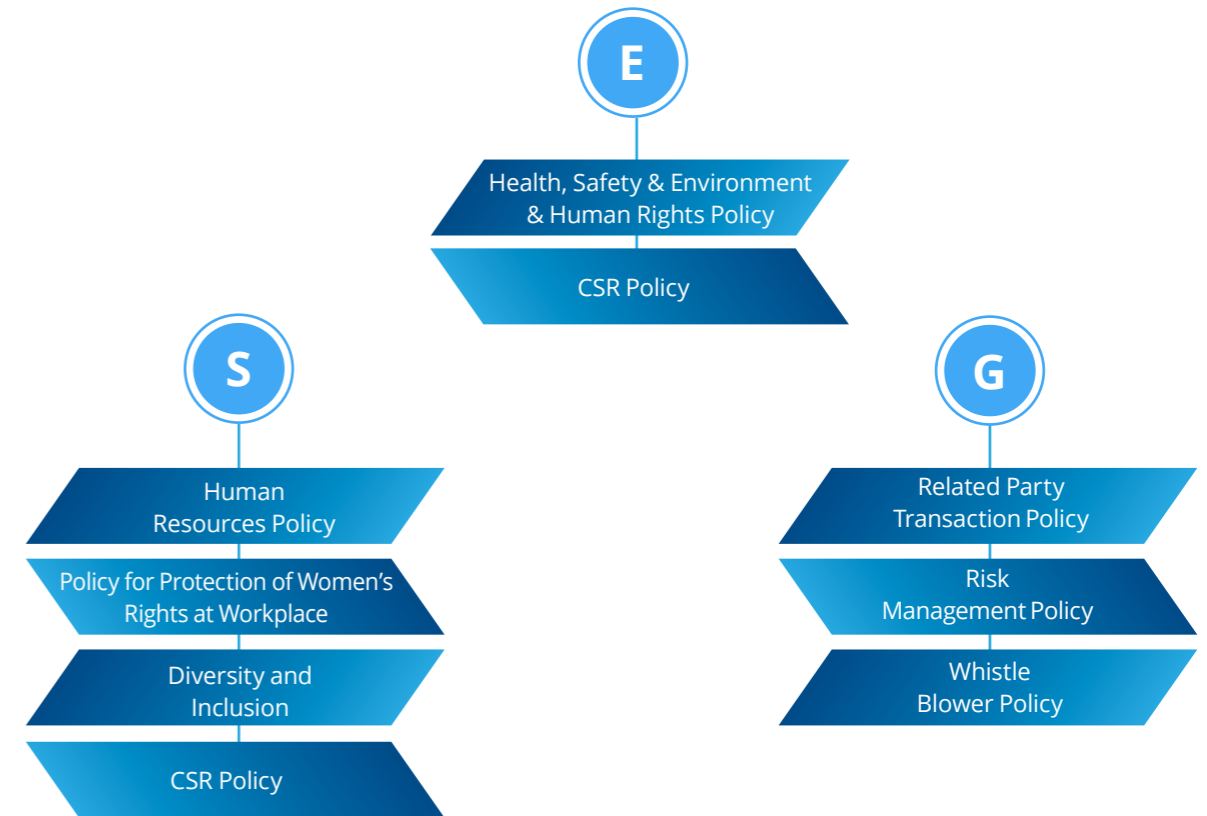 E
Health, Safety & Environment
& Human Rights Policy
CSR Policy
S
Human
Resources Policy
Policy for Protection of Women’s
Rights at Workplace
Diversity and
Inclusion
CSR Policy
G
Related Party
Transaction Policy
Risk
Management Policy
Whistle
Blower Policy